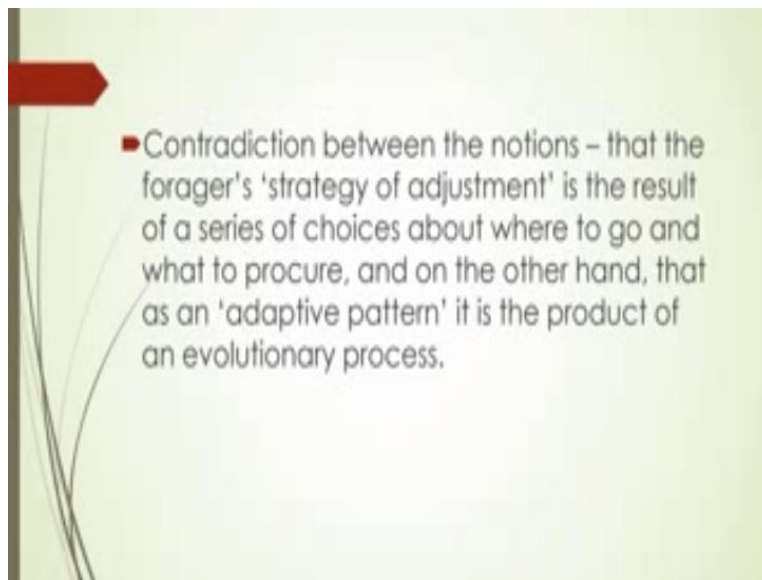 Contradiction between the notions – that the
forager's 'strategy of adjustment' is the result
of a series of choices about where to go and
what to procure, and on the other hand, that
as an 'adaptive pattern' it is the product of
an evolutionary process.